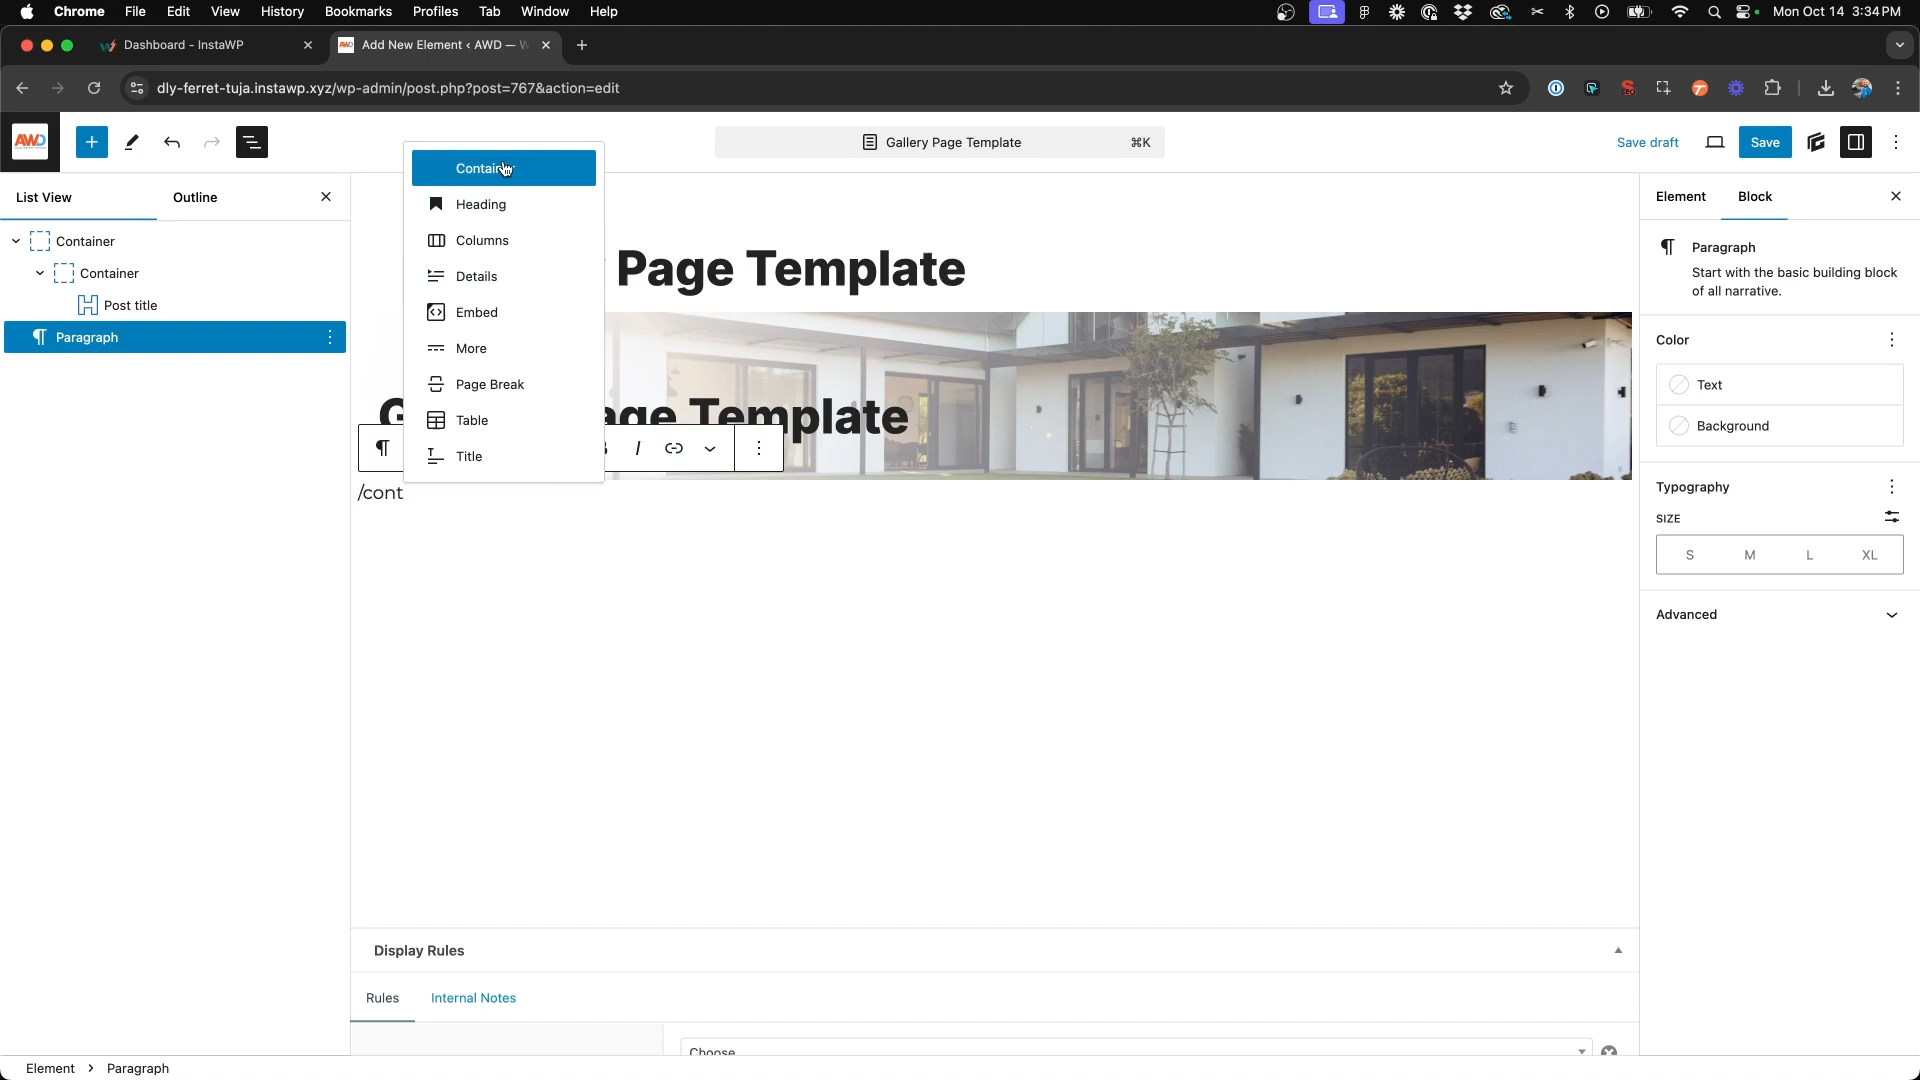 Chrome File Edit View History Bookmarks Profiles Tab Window Help Mon Oct 14 3:34 PM
Dashboard - InstaWP Add New Element ‹ AWD — W
dly-ferret-tuja.instawp.xyz/wp-admin/post.php?post=767&action=edit
AWD Gallery Page Template ⌘K Save draft Save
List View Outline
Container
Container
Post title
Paragraph
Container
Heading
Columns
Details
Embed
More
Page Break
Table
Title
Page Template
Page Template
/cont
Element Block
Paragraph
Start with the basic building block
of all narrative.
Color
Text
Background
Typography
SIZE
S M L XL
Advanced
Display Rules
Rules Internal Notes
Choose
Element > Paragraph